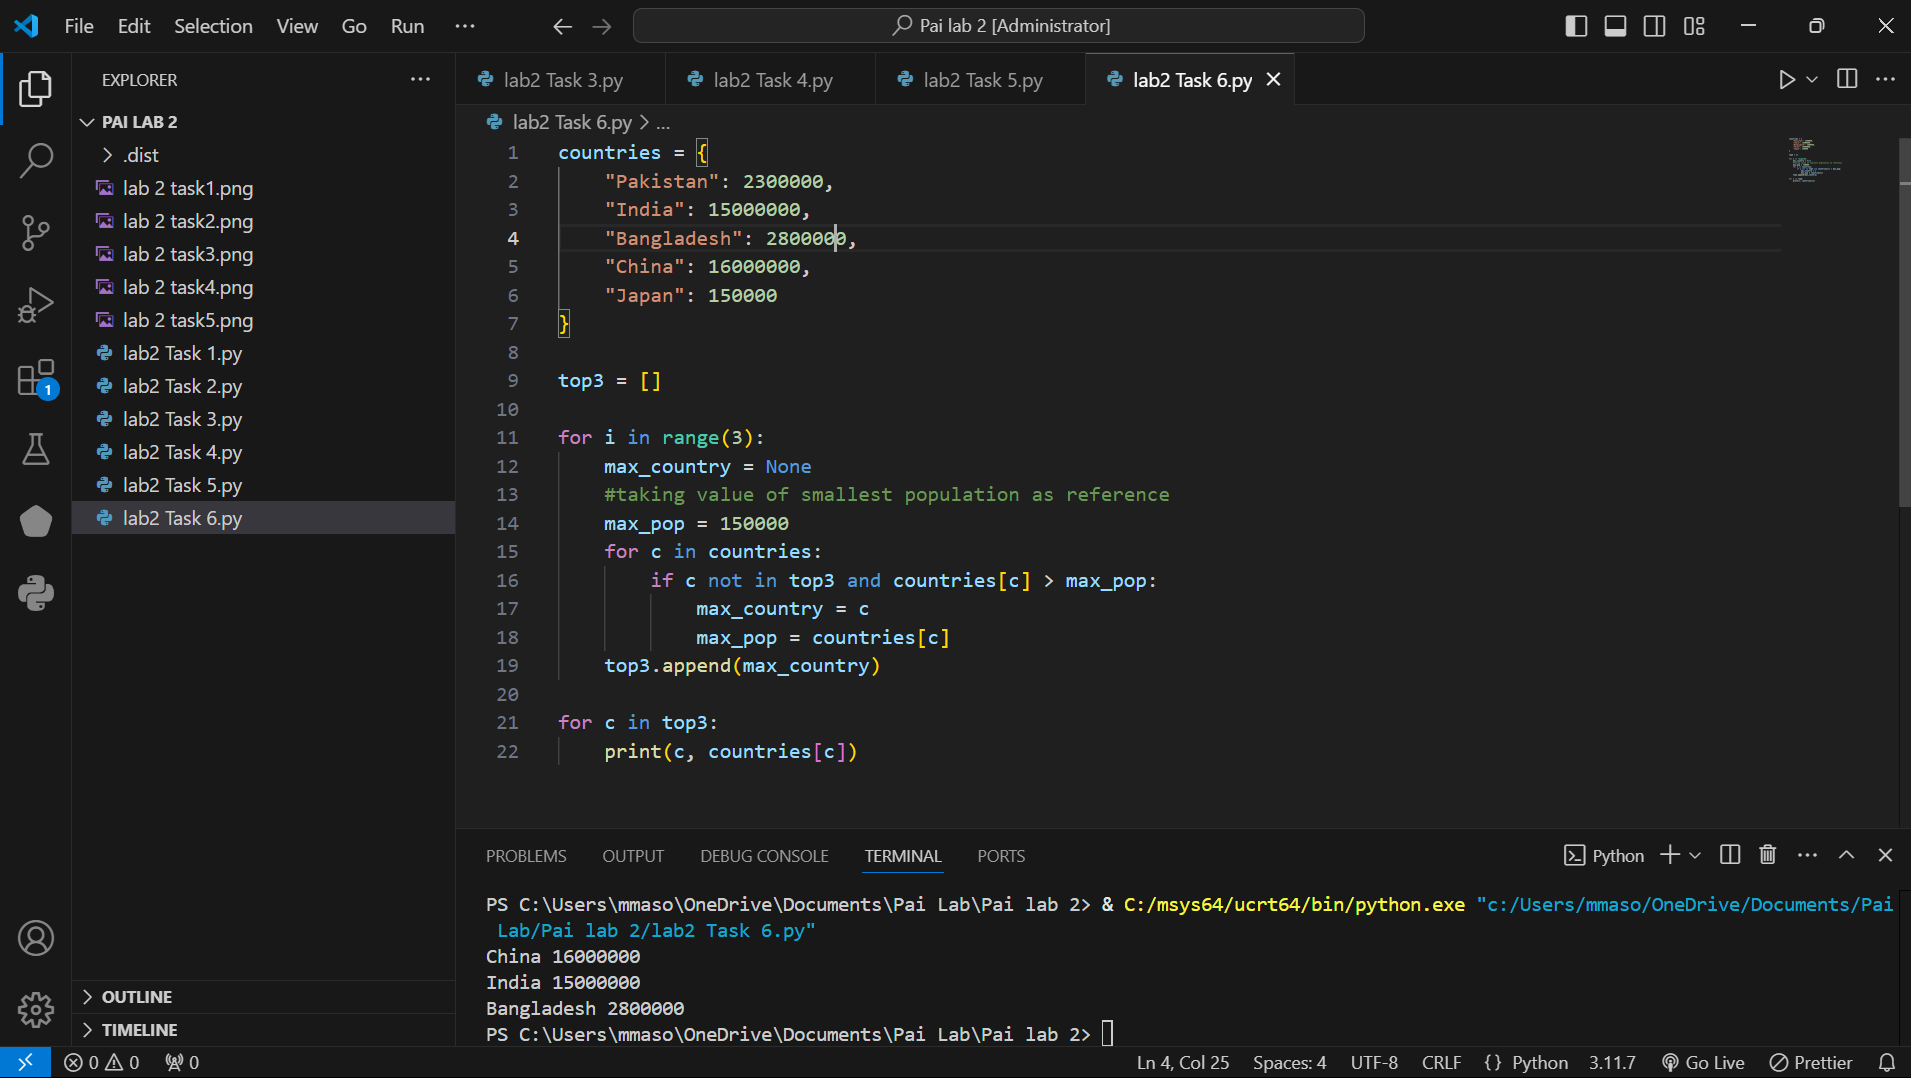 File Edit Selection View Go Run ··· Pai lab 2 [Administrator]
EXPLORER
PAI LAB 2
.dist
lab 2 task1.png
lab 2 task2.png
lab 2 task3.png
lab 2 task4.png
lab 2 task5.png
lab2 Task 1.py
lab2 Task 2.py
lab2 Task 3.py
lab2 Task 4.py
lab2 Task 5.py
lab2 Task 6.py
OUTLINE
TIMELINE
1
lab2 Task 3.py lab2 Task 4.py lab2 Task 5.py lab2 Task 6.py
lab2 Task 6.py > ...
1 countries = {
2     "Pakistan": 2300000,
3     "India": 15000000,
4     "Bangladesh": 2800000,
5     "China": 16000000,
6     "Japan": 150000
7 }
8
9 top3 = []
10
11 for i in range(3):
12     max_country = None
13     #taking value of smallest population as reference
14     max_pop = 150000
15     for c in countries:
16         if c not in top3 and countries[c] > max_pop:
17             max_country = c
18             max_pop = countries[c]
19     top3.append(max_country)
20
21 for c in top3:
22     print(c, countries[c])
PROBLEMS OUTPUT DEBUG CONSOLE TERMINAL PORTS Python
PS C:\Users\mmaso\OneDrive\Documents\Pai Lab\Pai lab 2> & C:/msys64/ucrt64/bin/python.exe "c:/Users/mmaso/OneDrive/Documents/Pai
 Lab/Pai lab 2/lab2 Task 6.py"
China 16000000
India 15000000
Bangladesh 2800000
PS C:\Users\mmaso\OneDrive\Documents\Pai Lab\Pai lab 2>
0 0 0 Ln 4, Col 25 Spaces: 4 UTF-8 CRLF {} Python 3.11.7 Go Live Prettier